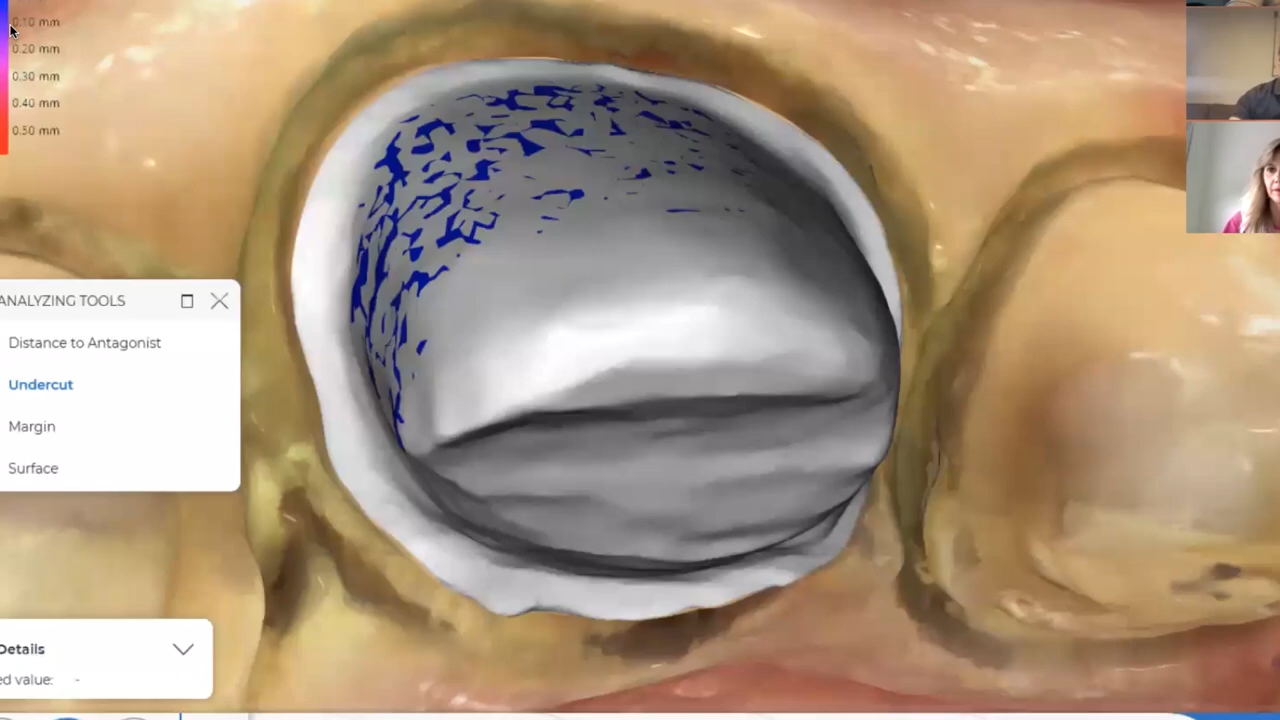 0.10 mm
0.20 mm
0.30 mm
0.40 mm
0.50 mm
ANALYZING TOOLS
Distance to Antagonist
Undercut
Margin
Surface
Details
ed value: -